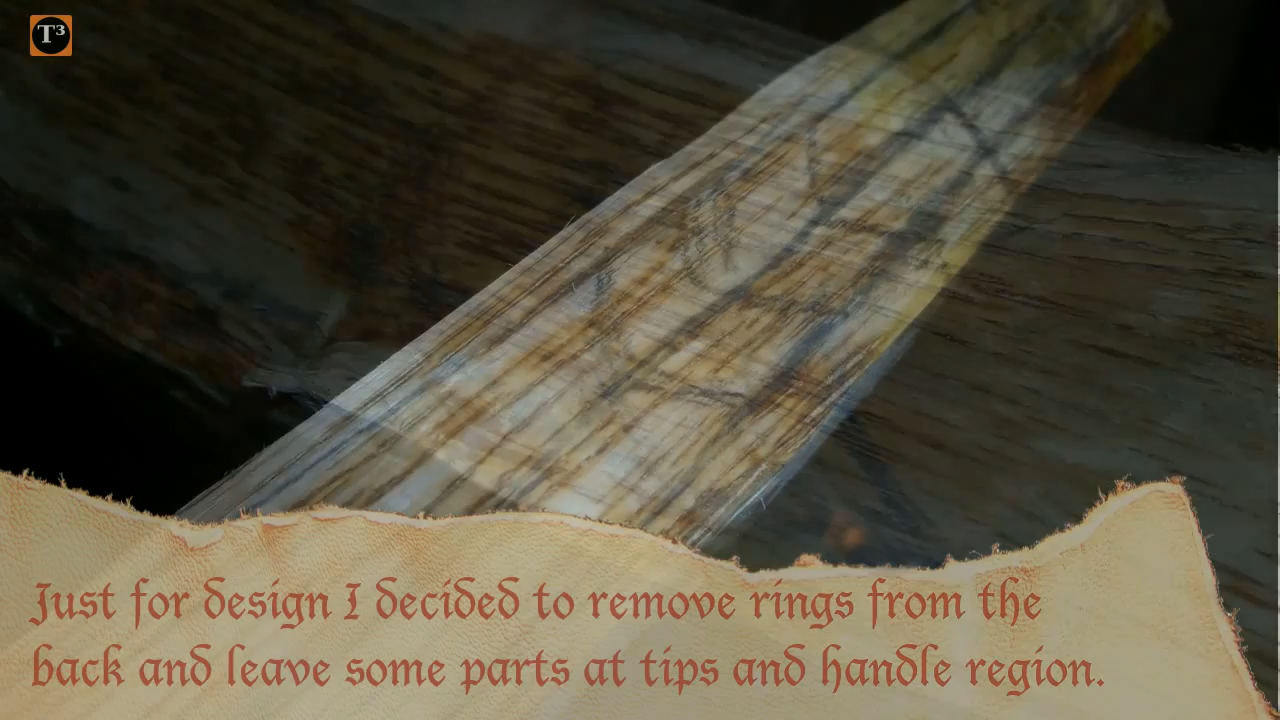 T³
Just for design I decided to remove rings from the
back and leave some parts at tips and handle region.